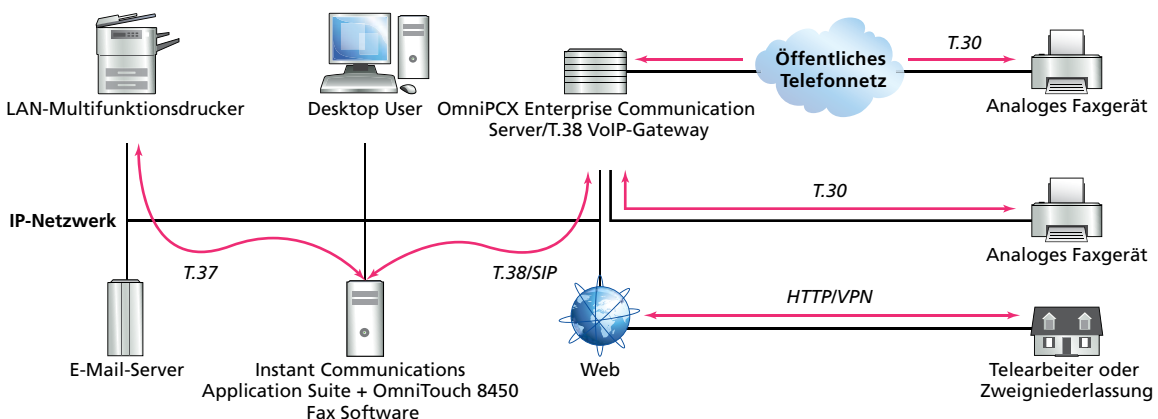 Öffentliches
Telefonnetz
T.30
LAN-Multifunktionsdrucker
Desktop User
OmniPCX Enterprise Communication
Server/T.38 VoIP-Gateway
Analoges Faxgerät
T.30
IP-Netzwerk
Analoges Faxgerät
T.37
T.38/SIP
HTTP/VPN
E-Mail-Server
Instant Communications
Application Suite + OmniTouch 8450
Fax Software
Web
Telearbeiter oder
Zweigniederlassung